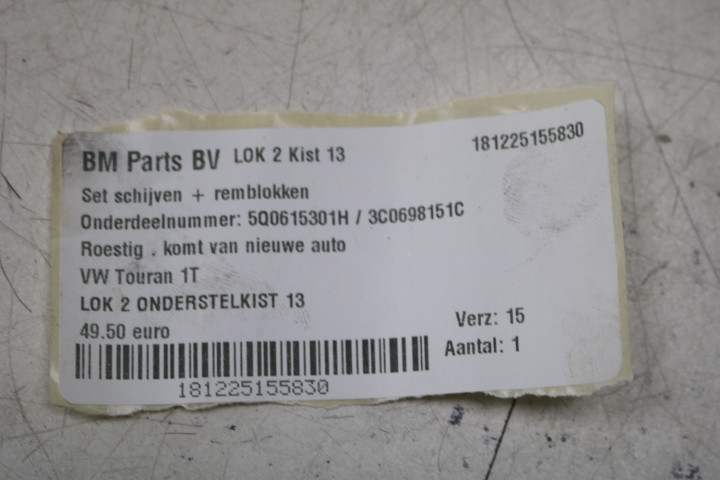 BM Parts BV LOK 2 Kist 13 181225155830
Set schijven + remblokken
Onderdeelnummer: 5Q0615301H / 3C0698151C
Roestig . komt van nieuwe auto
VW Touran 1T
LOK 2 ONDERSTELKIST 13
49.50 euro
Verz: 15
Aantal: 1
181225155830